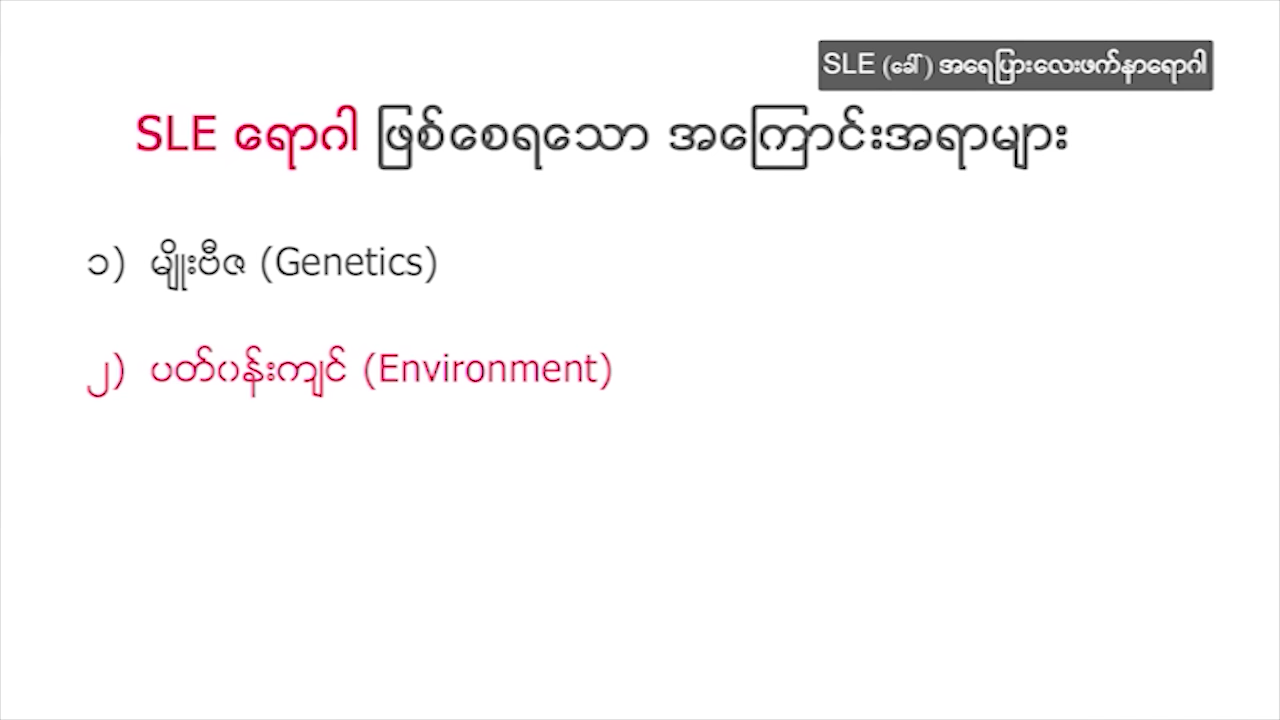 SLE (ခေါ်) အရေပြားလေးဖက်နာရောဂါ
SLE ရောဂါ ဖြစ်စေရသော အကြောင်းအရာများ
၁) မျိုးဗီဇ (Genetics)
၂) ပတ်ဝန်းကျင် (Environment)